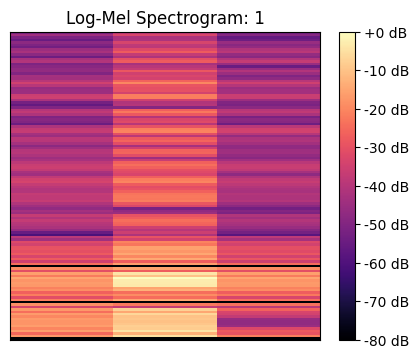 Log-Mel Spectrogram: 1
+0 dB
-10 dB
-20 dB
-30 dB
-40 dB
-50 dB
-60 dB
-70 dB
-80 dB